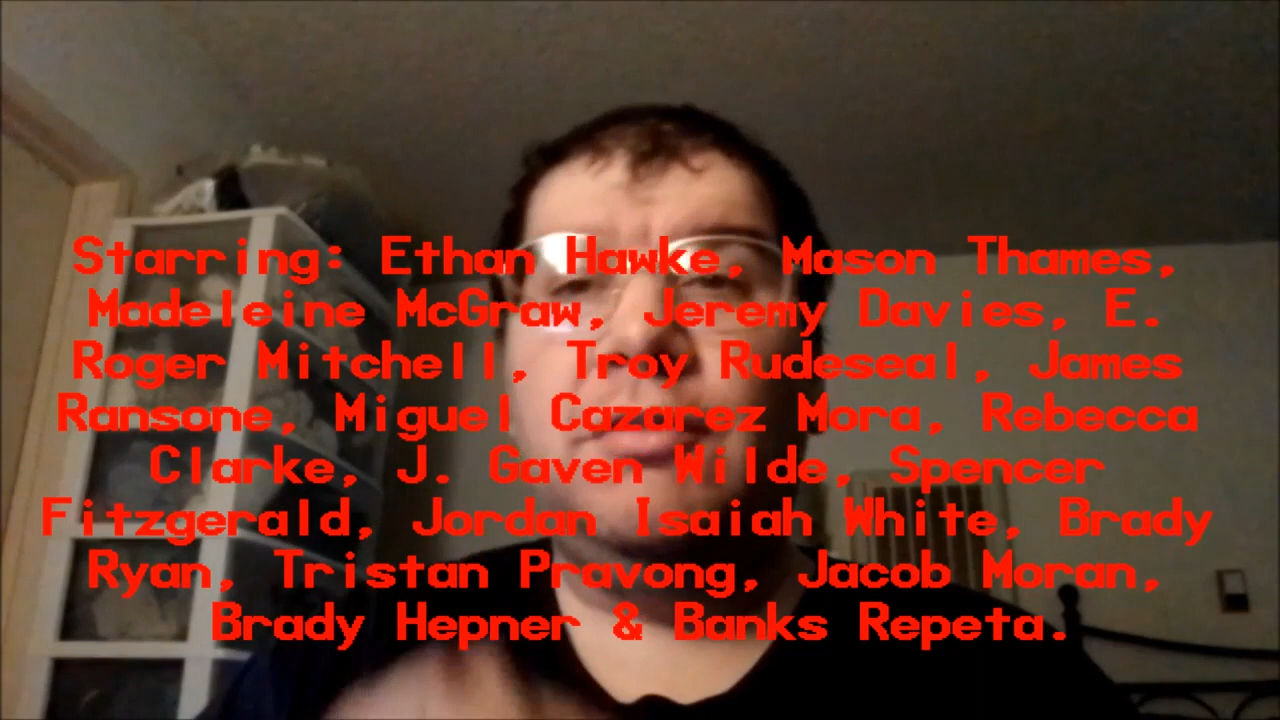 Starring: Ethan Hawke, Mason Thames,
Madeleine McGraw, Jeremy Davies, E.
Roger Mitchell, Troy Rudeseal, James
Ransone, Miguel Cazarez Mora, Rebecca
Clarke, J. Gaven Wilde, Spencer
Fitzgerald, Jordan Isaiah White, Brady
Ryan, Tristan Pravong, Jacob Moran,
Brady Hepner & Banks Repeta.